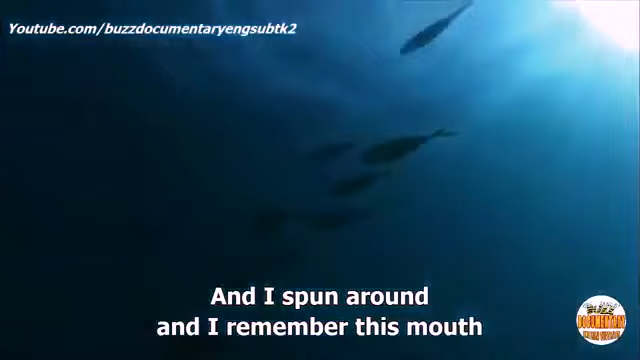 Youtube.com/buzzdocumentaryengsubtk2
And I spun around
and I remember this mouth
BUZZ
DOCUMENTARY